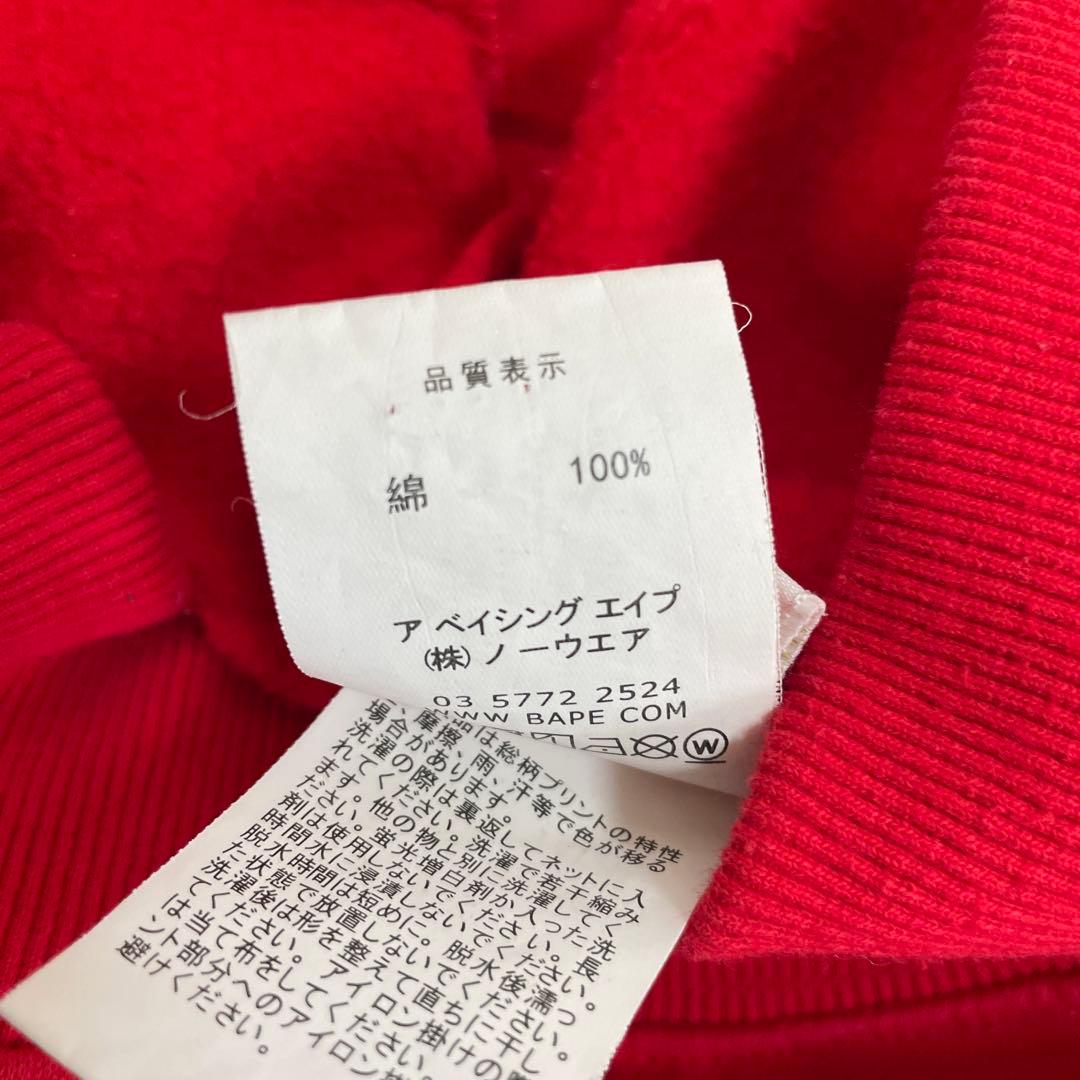 品質表示
綿 100%
ア ベイシング エイプ
(株)ノーウエア
03 5772 2524
WWW BAPE COM
W
品は総柄プリントの特性
、摩擦、雨、汗等で色が移る
場合があります。
洗濯の際は裏返してネットに入
れてください。洗濯で若干縮み
ます。他の物と別に洗濯してく
ださい。蛍光増白剤が入った洗
剤は使用しないでください。長
時間水に浸漬しないでください。
脱水時間は短めに。脱水後濡っ
た状態で放置しないでください。
洗濯後は形を整えて直ちに干し
てください。アイロン掛けの際
は当て布をしてください。
ント部分へのアイロン
避けください。